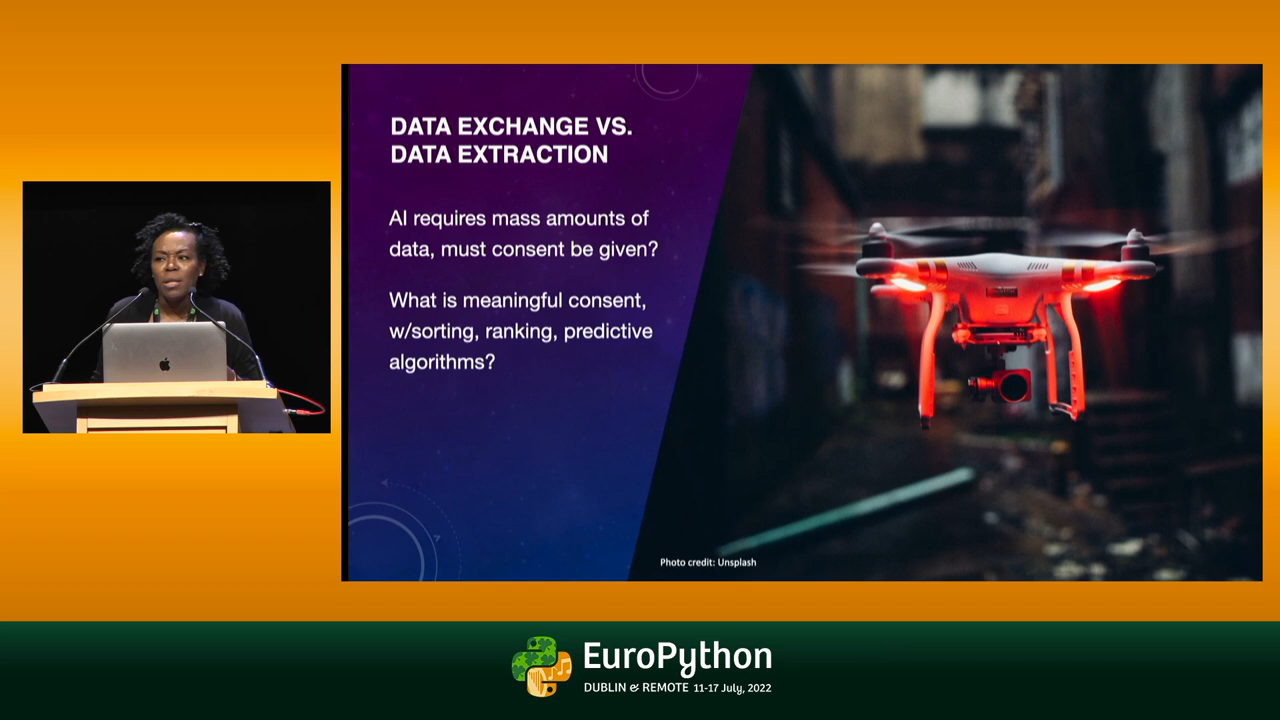 DATA EXCHANGE VS.
DATA EXTRACTION
AI requires mass amounts of
data, must consent be given?
What is meaningful consent,
w/sorting, ranking, predictive
algorithms?
Photo credit: Unsplash
EuroPython
DUBLIN & REMOTE 11-17 July, 2022